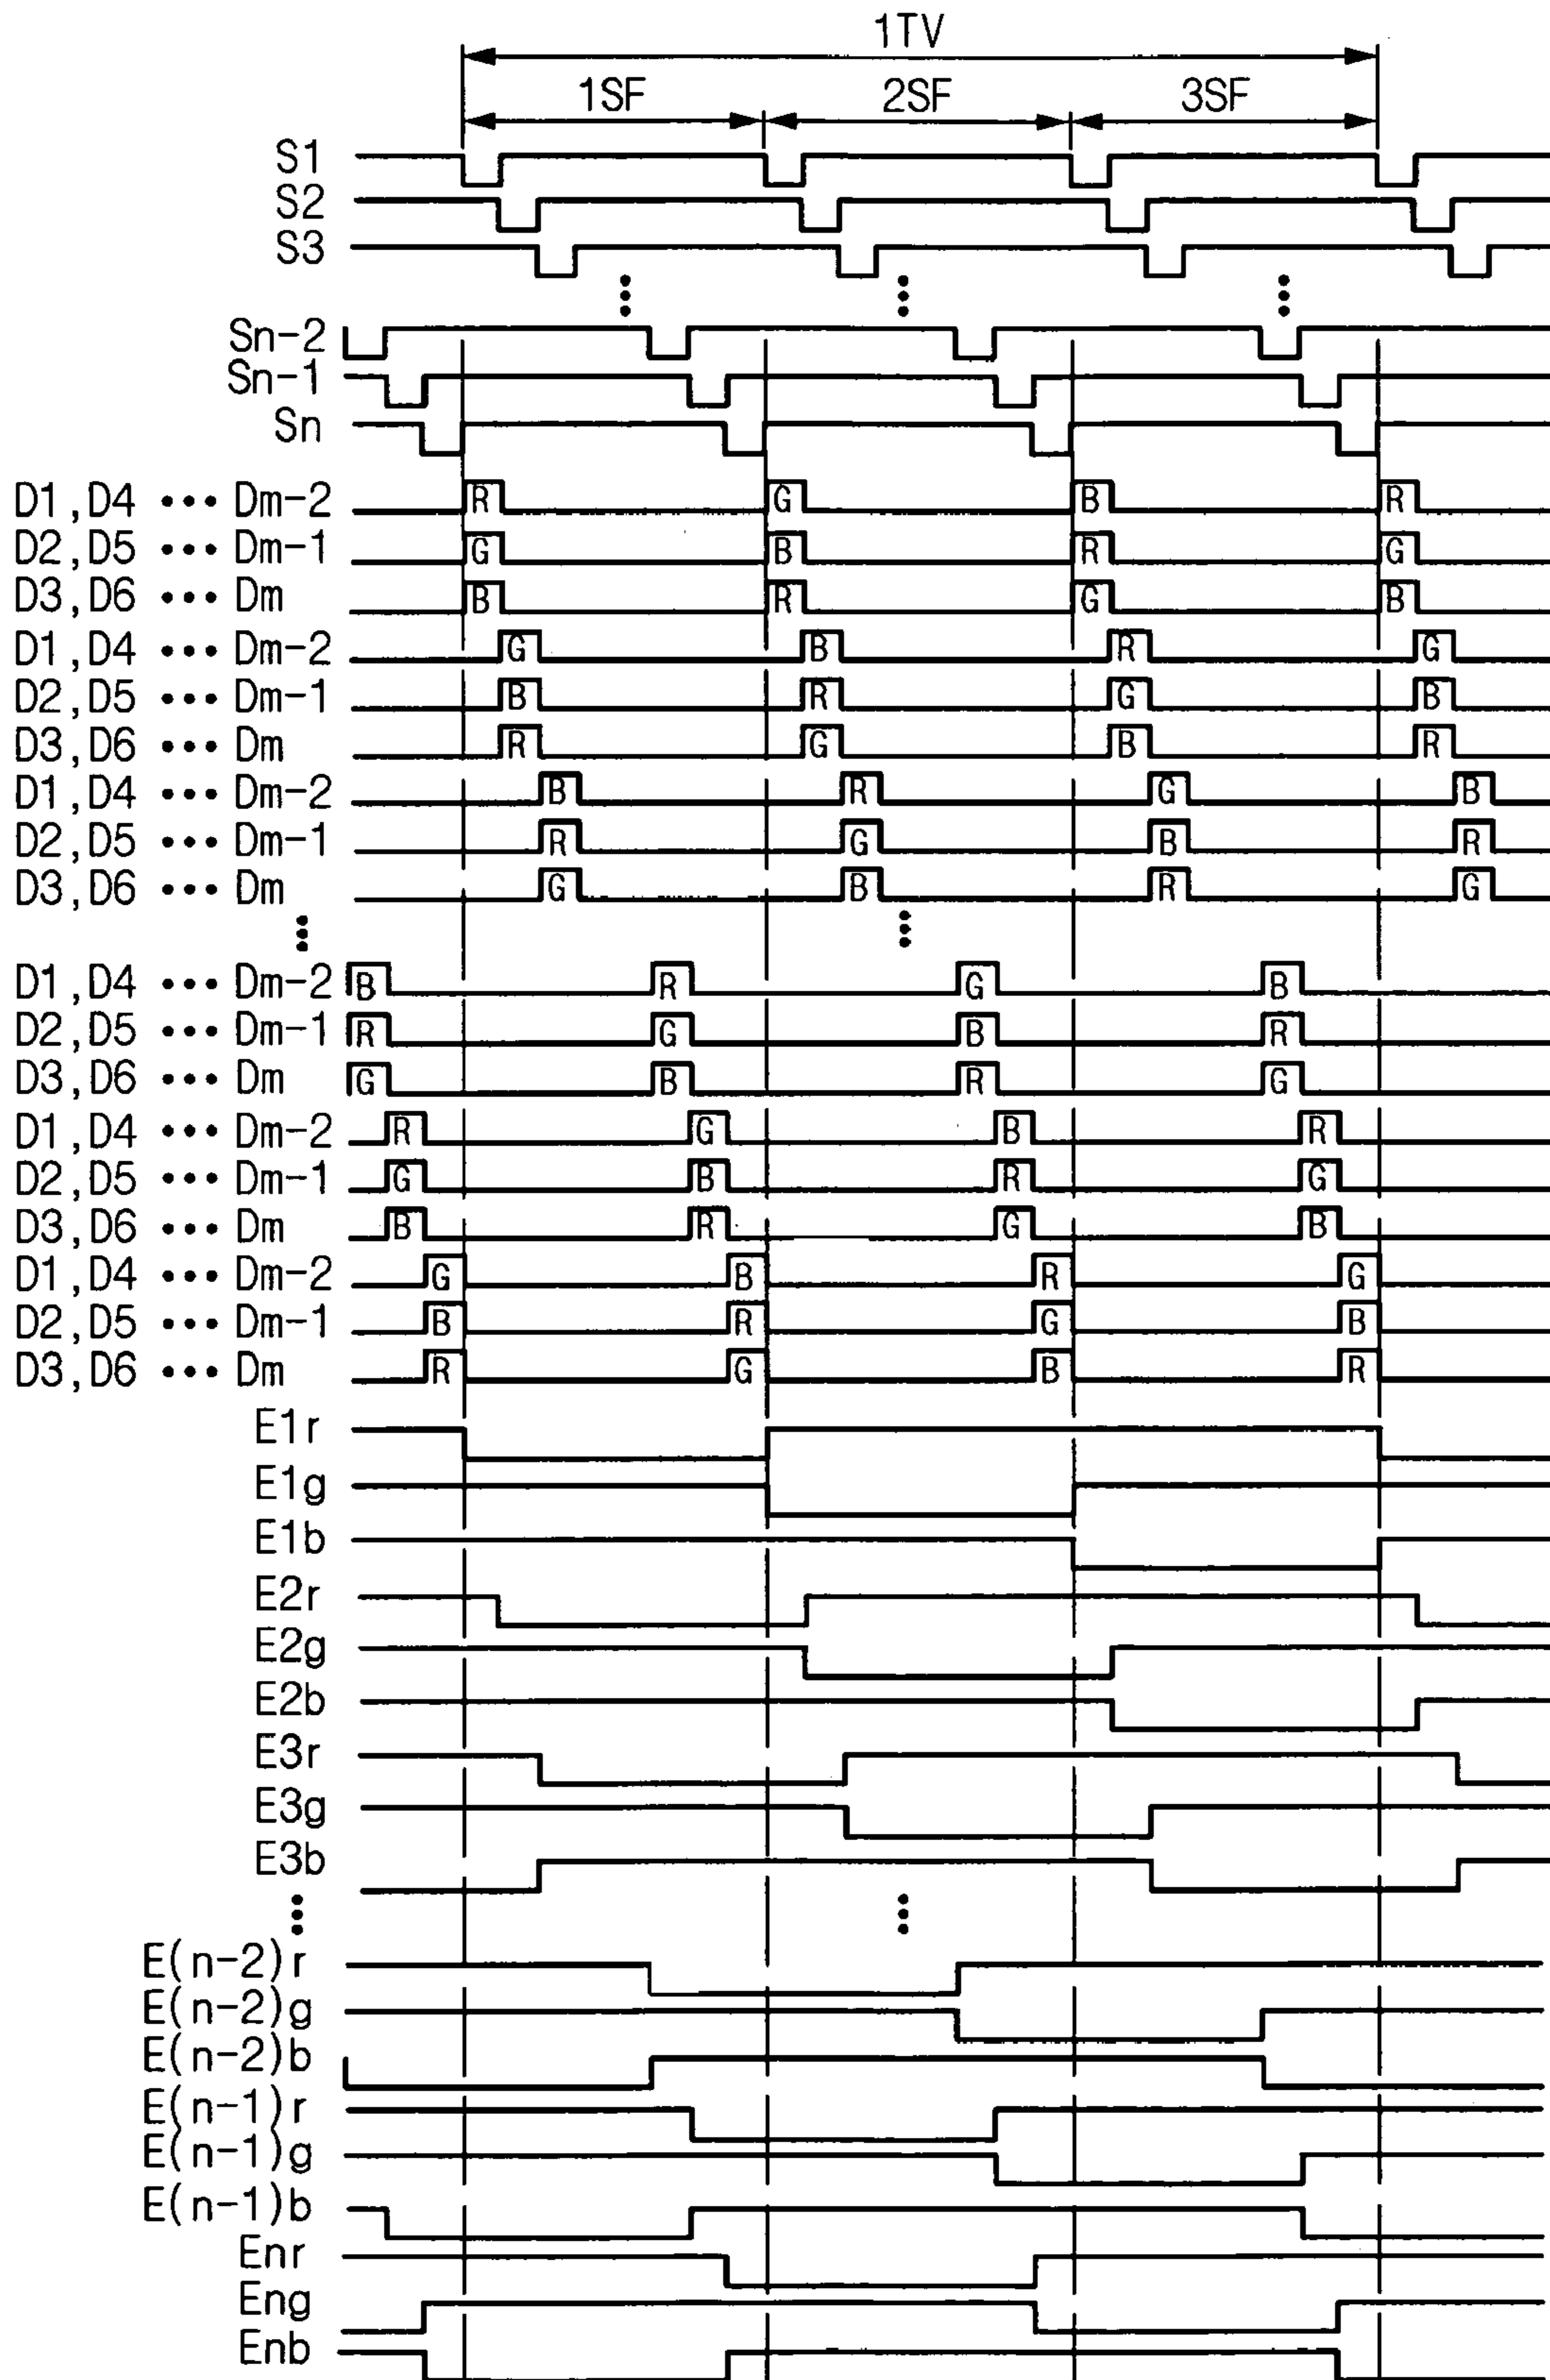 1TV
1SF 2SF 3SF
S1
S2
S3
Sn-2
Sn-1
Sn
D1,D4 ••• Dm-2 R G B R
D2,D5 ••• Dm-1 G B R G
D3,D6 ••• Dm B R G B
D1,D4 ••• Dm-2 G B R G
D2,D5 ••• Dm-1 B R G B
D3,D6 ••• Dm R G B R
D1,D4 ••• Dm-2 B R G B
D2,D5 ••• Dm-1 R G B R
D3,D6 ••• Dm G B R G
D1,D4 ••• Dm-2 B R G B
D2,D5 ••• Dm-1 R G B R
D3,D6 ••• Dm G B R G
D1,D4 ••• Dm-2 R G B R
D2,D5 ••• Dm-1 G B R G
D3,D6 ••• Dm B R G B
D1,D4 ••• Dm-2 G B R G
D2,D5 ••• Dm-1 B R G B
D3,D6 ••• Dm R G B R
E1r
E1g
E1b
E2r
E2g
E2b
E3r
E3g
E3b
E(n-2)r
E(n-2)g
E(n-2)b
E(n-1)r
E(n-1)g
E(n-1)b
Enr
Eng
Enb